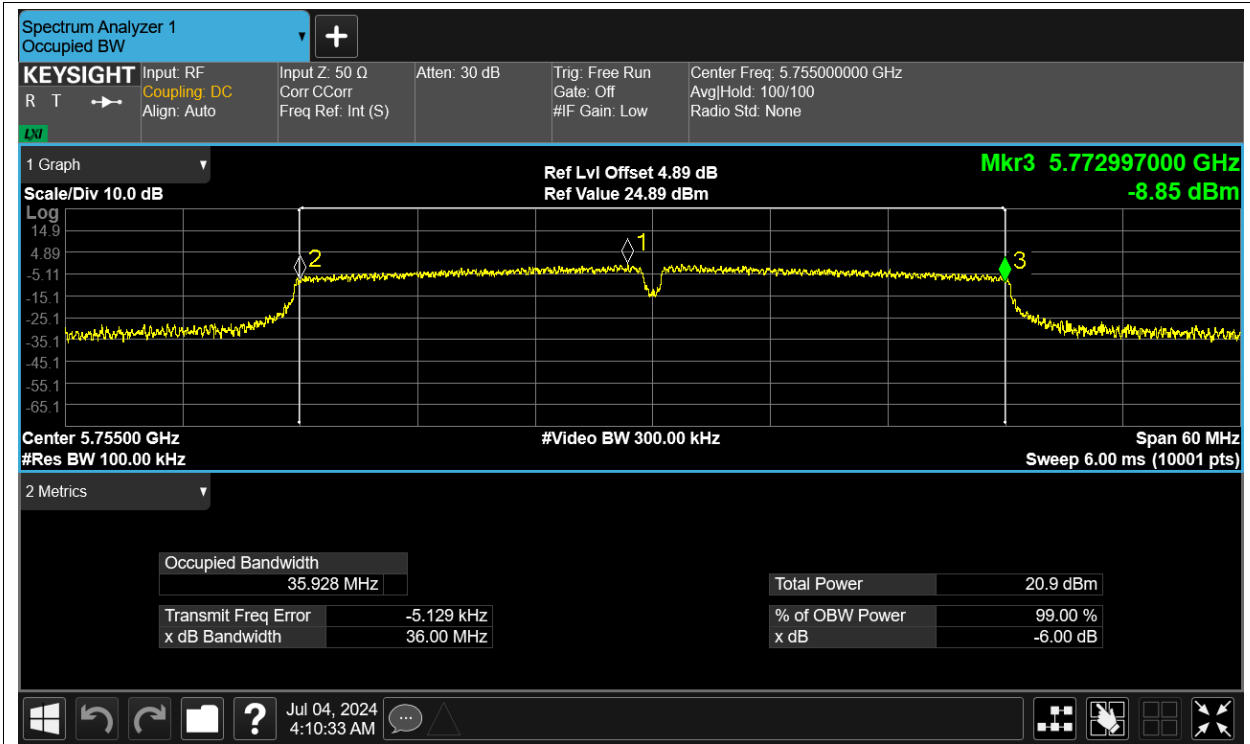 Spectrum Analyzer 1
Occupied BW
KEYSIGHT
R T
LXI
Input: RF
Coupling: DC
Align: Auto
Input Z: 50 Ω
Corr CCorr
Freq Ref: Int (S)
Atten: 30 dB
Trig: Free Run
Gate: Off
#IF Gain: Low
Center Freq: 5.755000000 GHz
Avg|Hold: 100/100
Radio Std: None
1 Graph
Scale/Div 10.0 dB
Ref Lvl Offset 4.89 dB
Ref Value 24.89 dBm
Mkr3 5.772997000 GHz
-8.85 dBm
Log
14.9
4.89
-5.11
-15.1
-25.1
-35.1
-45.1
-55.1
-65.1
2
1
3
Center 5.75500 GHz
#Res BW 100.00 kHz
#Video BW 300.00 kHz
Span 60 MHz
Sweep 6.00 ms (10001 pts)
2 Metrics
Occupied Bandwidth
35.928 MHz
Transmit Freq Error -5.129 kHz
x dB Bandwidth 36.00 MHz
Total Power 20.9 dBm
% of OBW Power 99.00 %
x dB -6.00 dB
?
Jul 04, 2024
4:10:33 AM